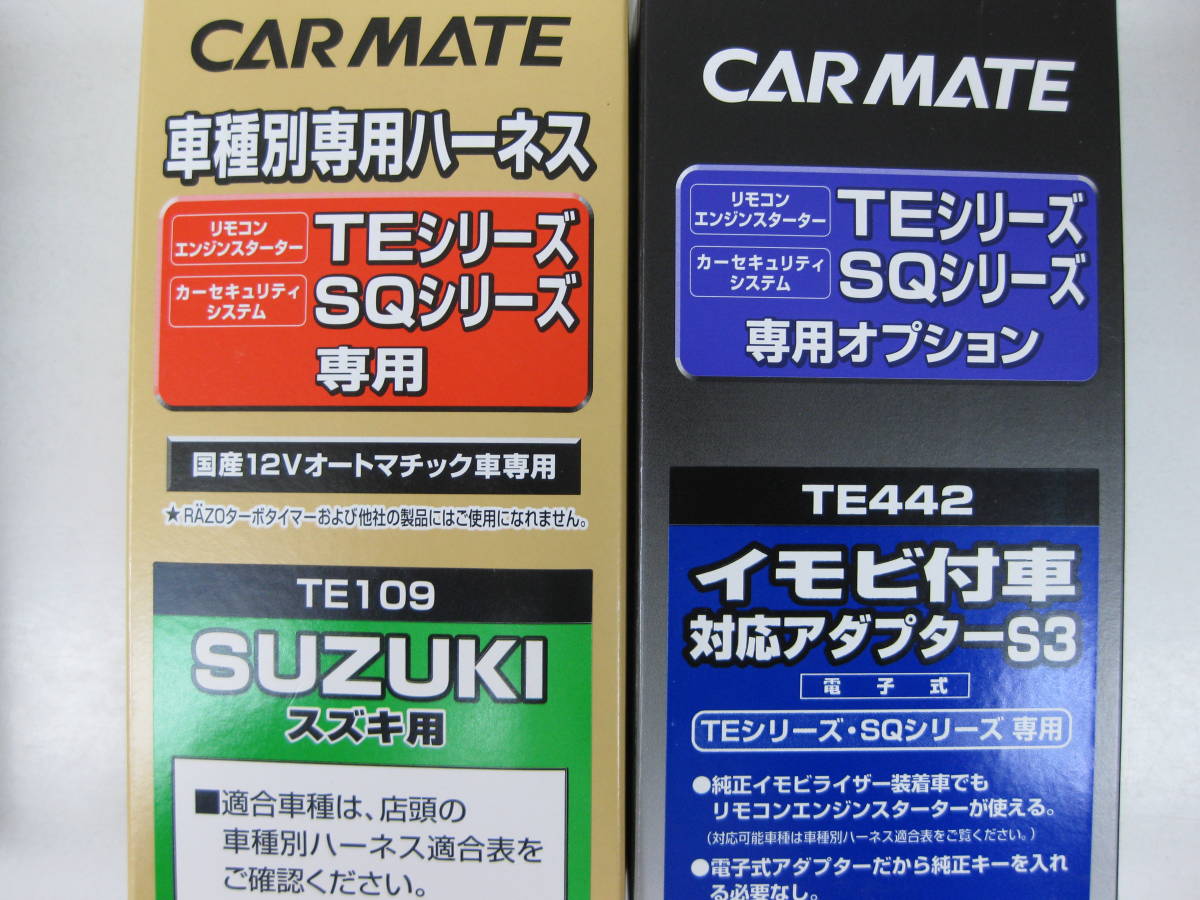 CARMATE
車種別専用ハーネス
リモコン
エンジンスターター
TEシリーズ
カーセキュリティ
システム
SQシリーズ
専用
国産12Vオートマチック車専用
★RÄZOターボタイマーおよび他社の製品にはご使用になれません。
TE109
SUZUKI
スズキ用
■適合車種は、店頭の
車種別ハーネス適合表を
ご確認ください。
CARMATE
リモコン
エンジンスターター
TEシリーズ
カーセキュリティ
システム
SQシリーズ
専用オプション
TE442
イモビ付車
対応アダプターS3
電子式
TEシリーズ・SQシリーズ 専用
●純正イモビライザー装着車でも
リモコンエンジンスターターが使える。
(対応可能車種は車種別ハーネス適合表をご覧ください。)
●電子式アダプターだから純正キーを入れ
る必要なし。